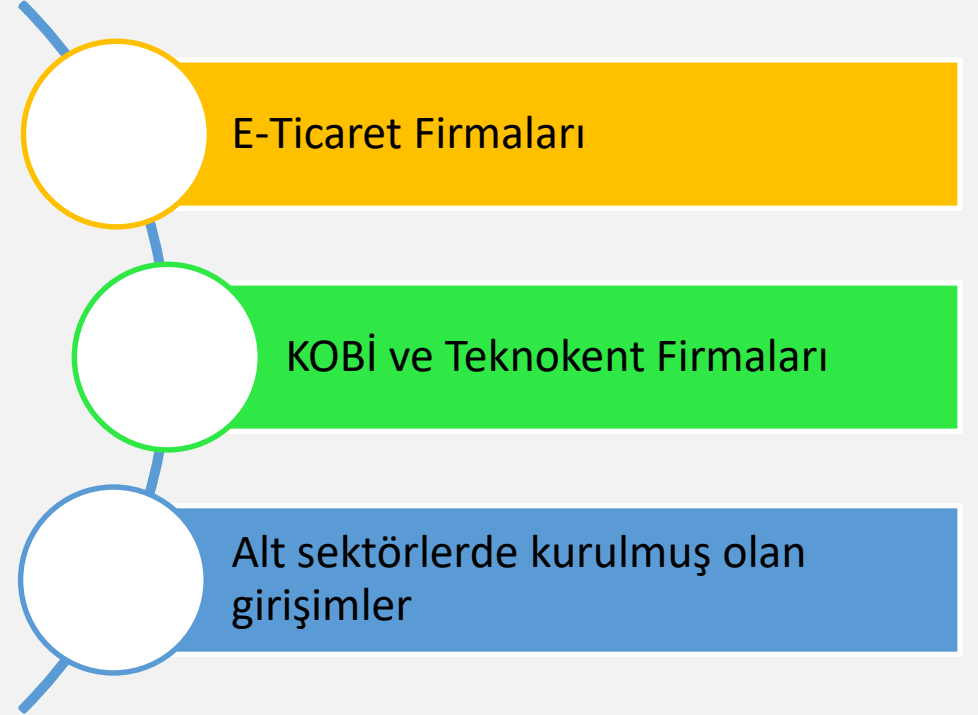 E-Ticaret Firmaları
KOBİ ve Teknokent Firmaları
Alt sektörlerde kurulmuş olan
girişimler